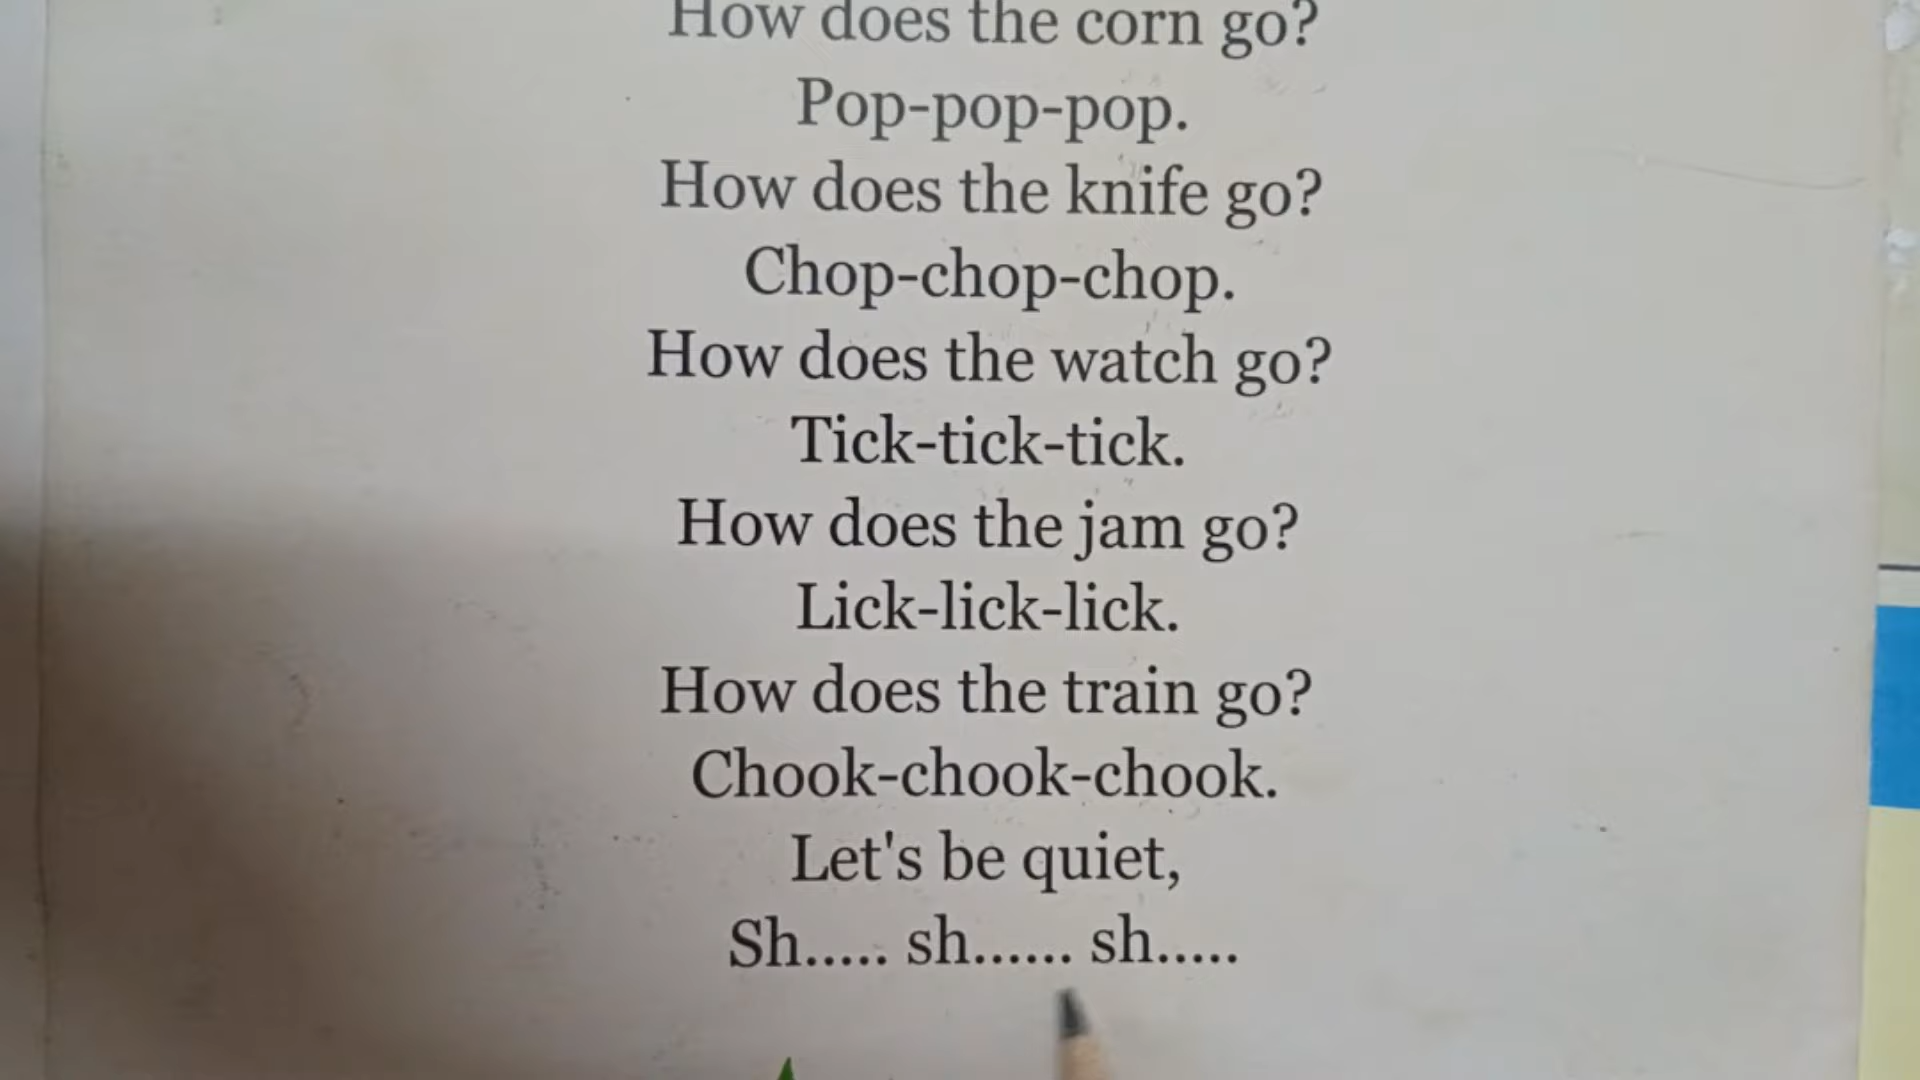 How does the corn go?
Pop-pop-pop.
How does the knife go?
Chop-chop-chop.
How does the watch go?
Tick-tick-tick.
How does the jam go?
Lick-lick-lick.
How does the train go?
Chook-chook-chook.
Let's be quiet,
Sh..... sh...... sh.....